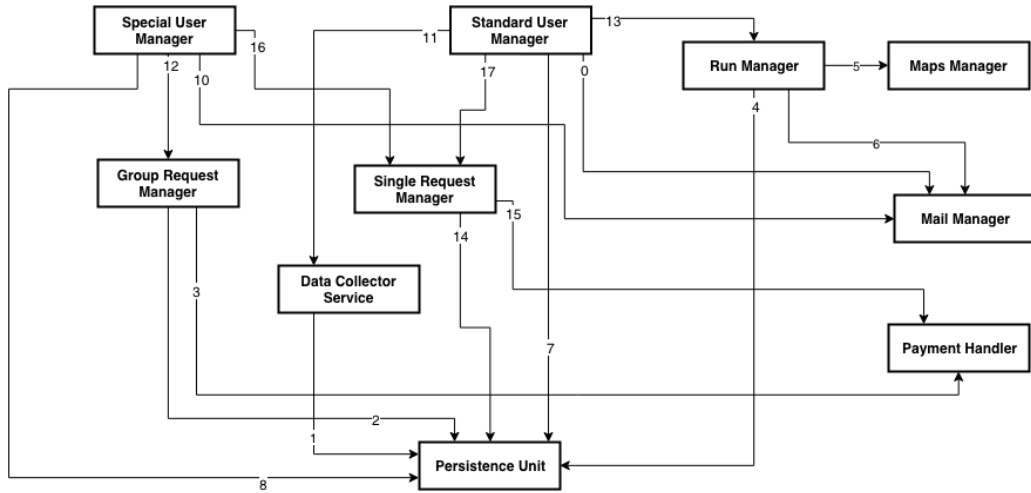 Special User
Manager
Standard User
Manager
13
16
11
12
10
17
0
Run Manager
5
Maps Manager
4
6
Group Request
Manager
Single Request
Manager
15
Mail Manager
14
Data Collector
Service
3
7
Payment Handler
2
1
Persistence Unit
8